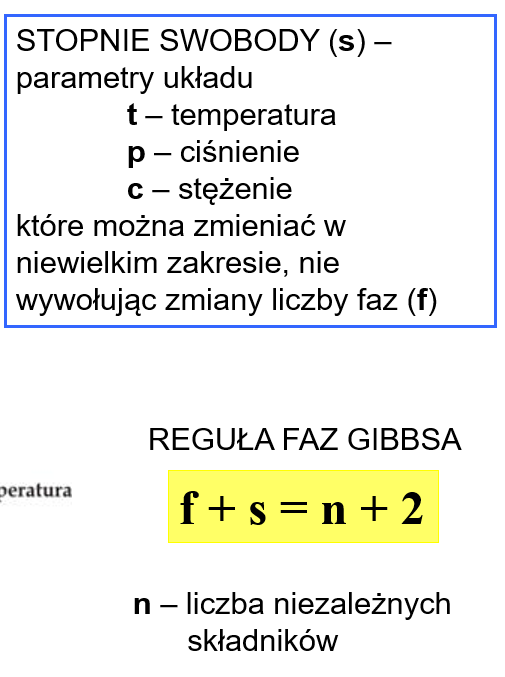 STOPNIE SWOBODY (s) –
parametry układu
t – temperatura
p – ciśnienie
c – stężenie
które można zmieniać w
niewielkim zakresie, nie
wywołując zmiany liczby faz (f)
REGUŁA FAZ GIBBSA
peratura
f + s = n + 2
n – liczba niezależnych
składników